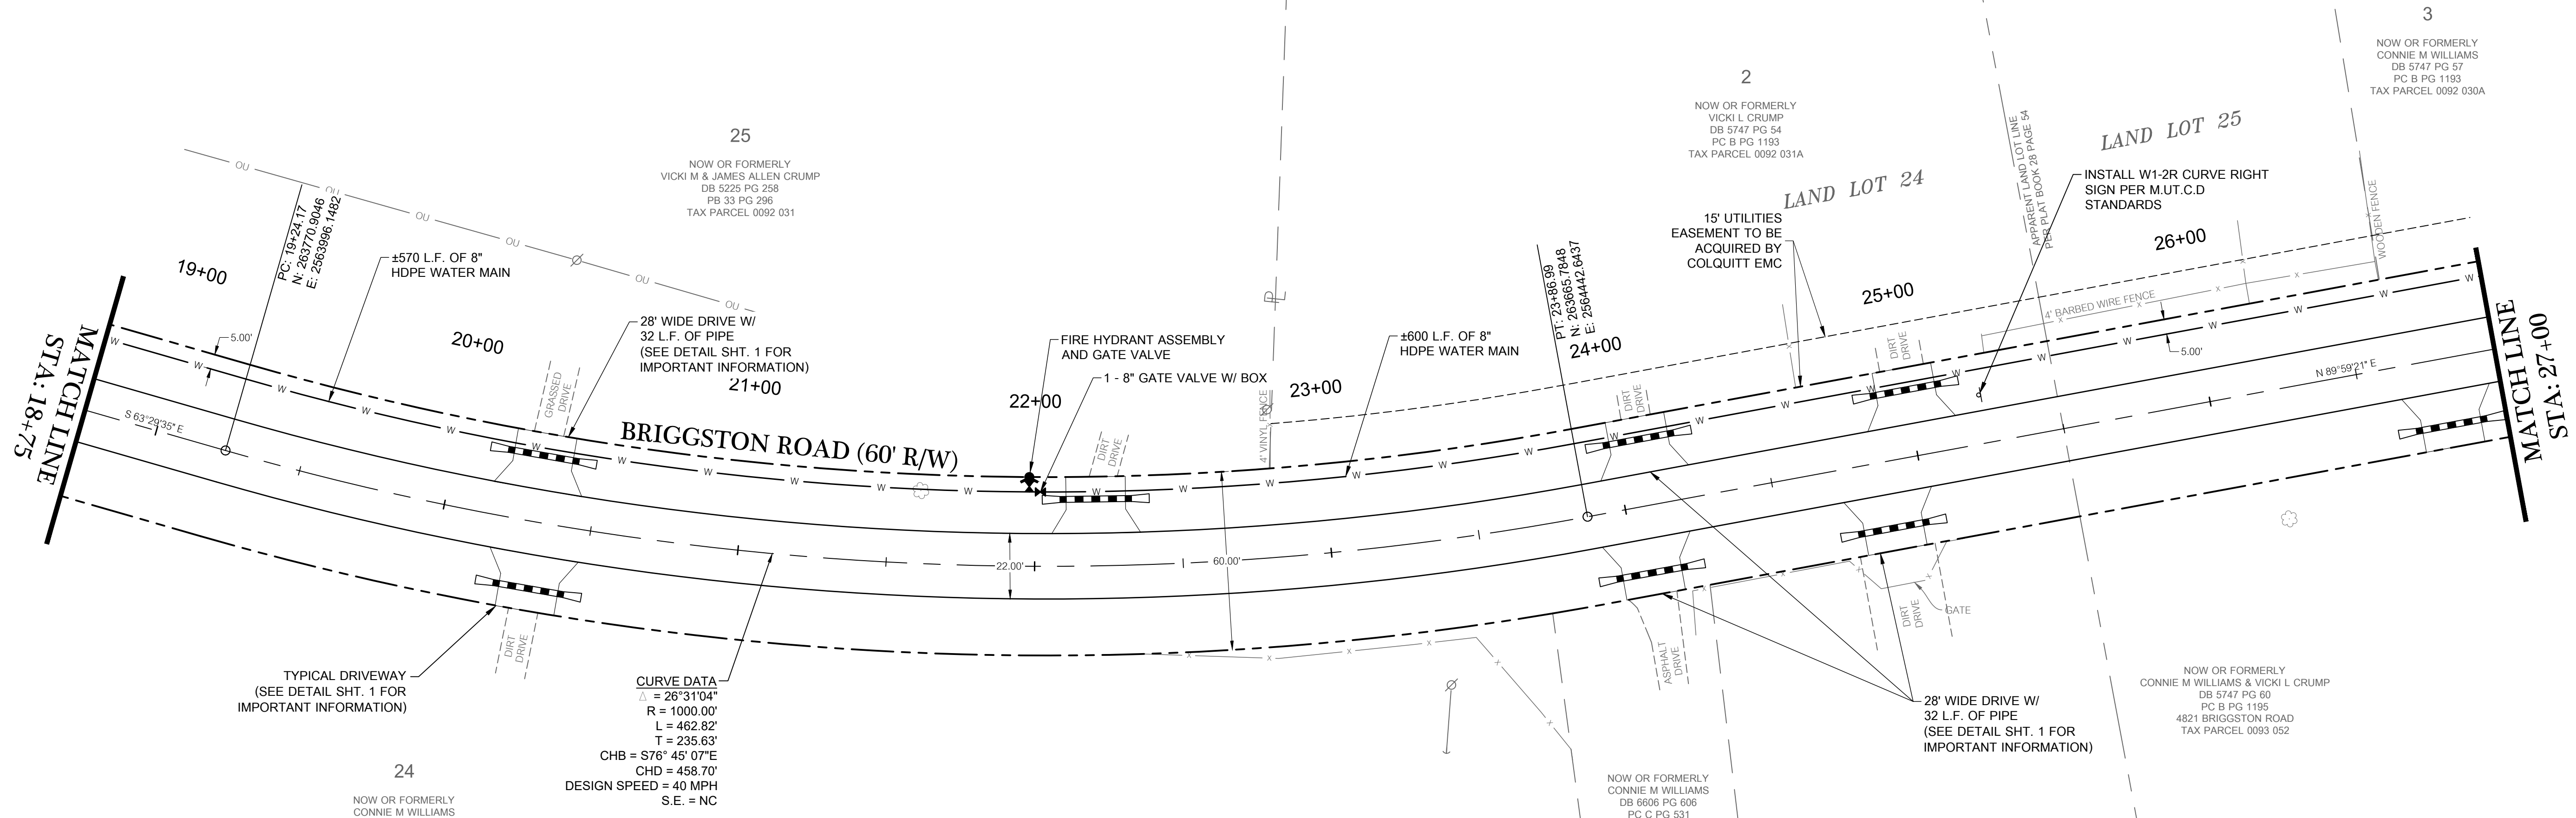 3
NOW OR FORMERLY
CONNIE M WILLIAMS
DB 5747 PG 57
PC B PG 1193
TAX PARCEL 0092 030A
2
NOW OR FORMERLY
VICKI L CRUMP
DB 5747 PG 54
PC B PG 1193
TAX PARCEL 0092 031A
25
NOW OR FORMERLY
VICKI M & JAMES ALLEN CRUMP
DB 5225 PG 258
PB 33 PG 296
TAX PARCEL 0092 031
LAND LOT 24
LAND LOT 25
APPARENT LAND LOT LINE
PER PLAT BOOK 28 PAGE 54
INSTALL W1-2R CURVE RIGHT
SIGN PER M.UT.C.D
STANDARDS
WOODEN FENCE
15' UTILITIES
EASEMENT TO BE
ACQUIRED BY
COLQUITT EMC
OU
OU
OU
OU
OU
OU
PC: 19+24.17
N: 263770.9046
E: 2563996.1482
±570 L.F. OF 8"
HDPE WATER MAIN
28' WIDE DRIVE W/
32 L.F. OF PIPE
(SEE DETAIL SHT. 1 FOR
IMPORTANT INFORMATION)
FIRE HYDRANT ASSEMBLY
AND GATE VALVE
1 - 8" GATE VALVE W/ BOX
±600 L.F. OF 8"
HDPE WATER MAIN
PT: 23+86.99
N: 263665.7848
E: 2564442.6437
PL
19+00
20+00
21+00
22+00
23+00
24+00
25+00
26+00
MATCH LINE
STA: 18+75
MATCH LINE
STA: 27+00
5.00'
5.00'
S 63°29'35" E
N 89°59'21" E
GRASSED
DRIVE
BRIGGSTON ROAD (60' R/W)
DIRT
DRIVE
4' VINYL FENCE
DIRT
DRIVE
DIRT
DRIVE
4' BARBED WIRE FENCE
22.00'
60.00'
DIRT
DRIVE
ASPHALT
DRIVE
DIRT
DRIVE
GATE
TYPICAL DRIVEWAY
(SEE DETAIL SHT. 1 FOR
IMPORTANT INFORMATION)
CURVE DATA
Δ = 26°31'04"
R = 1000.00'
L = 462.82'
T = 235.63'
CHB = S76° 45' 07"E
CHD = 458.70'
DESIGN SPEED = 40 MPH
S.E. = NC
28' WIDE DRIVE W/
32 L.F. OF PIPE
(SEE DETAIL SHT. 1 FOR
IMPORTANT INFORMATION)
NOW OR FORMERLY
CONNIE M WILLIAMS & VICKI L CRUMP
DB 5747 PG 60
PC B PG 1195
4821 BRIGGSTON ROAD
TAX PARCEL 0093 052
24
NOW OR FORMERLY
CONNIE M WILLIAMS
NOW OR FORMERLY
CONNIE M WILLIAMS
DB 6606 PG 606
PC C PG 531